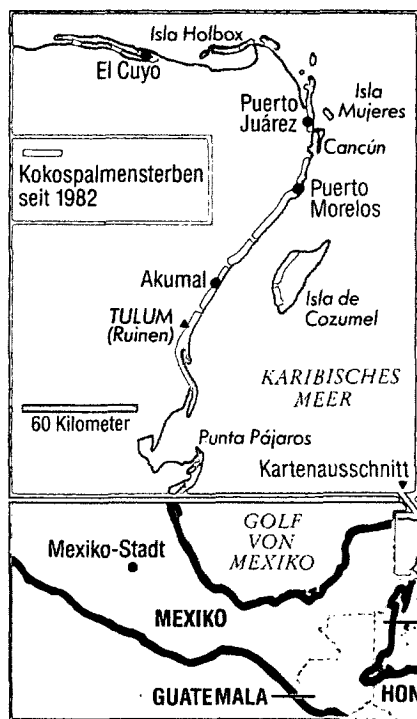 Isla Holbox
El Cuyo
Isla
Mujeres
Puerto
Juárez
Cancún
Kokospalmensterben
seit 1982
Puerto
Morelos
Akumal
Isla de
Cozumel
TULUM
(Ruinen)
KARIBISCHES
MEER
60 Kilometer
Punta Pájaros
Kartenausschnitt
GOLF
VON
MEXIKO
Mexiko-Stadt
MEXIKO
GUATEMALA
HON